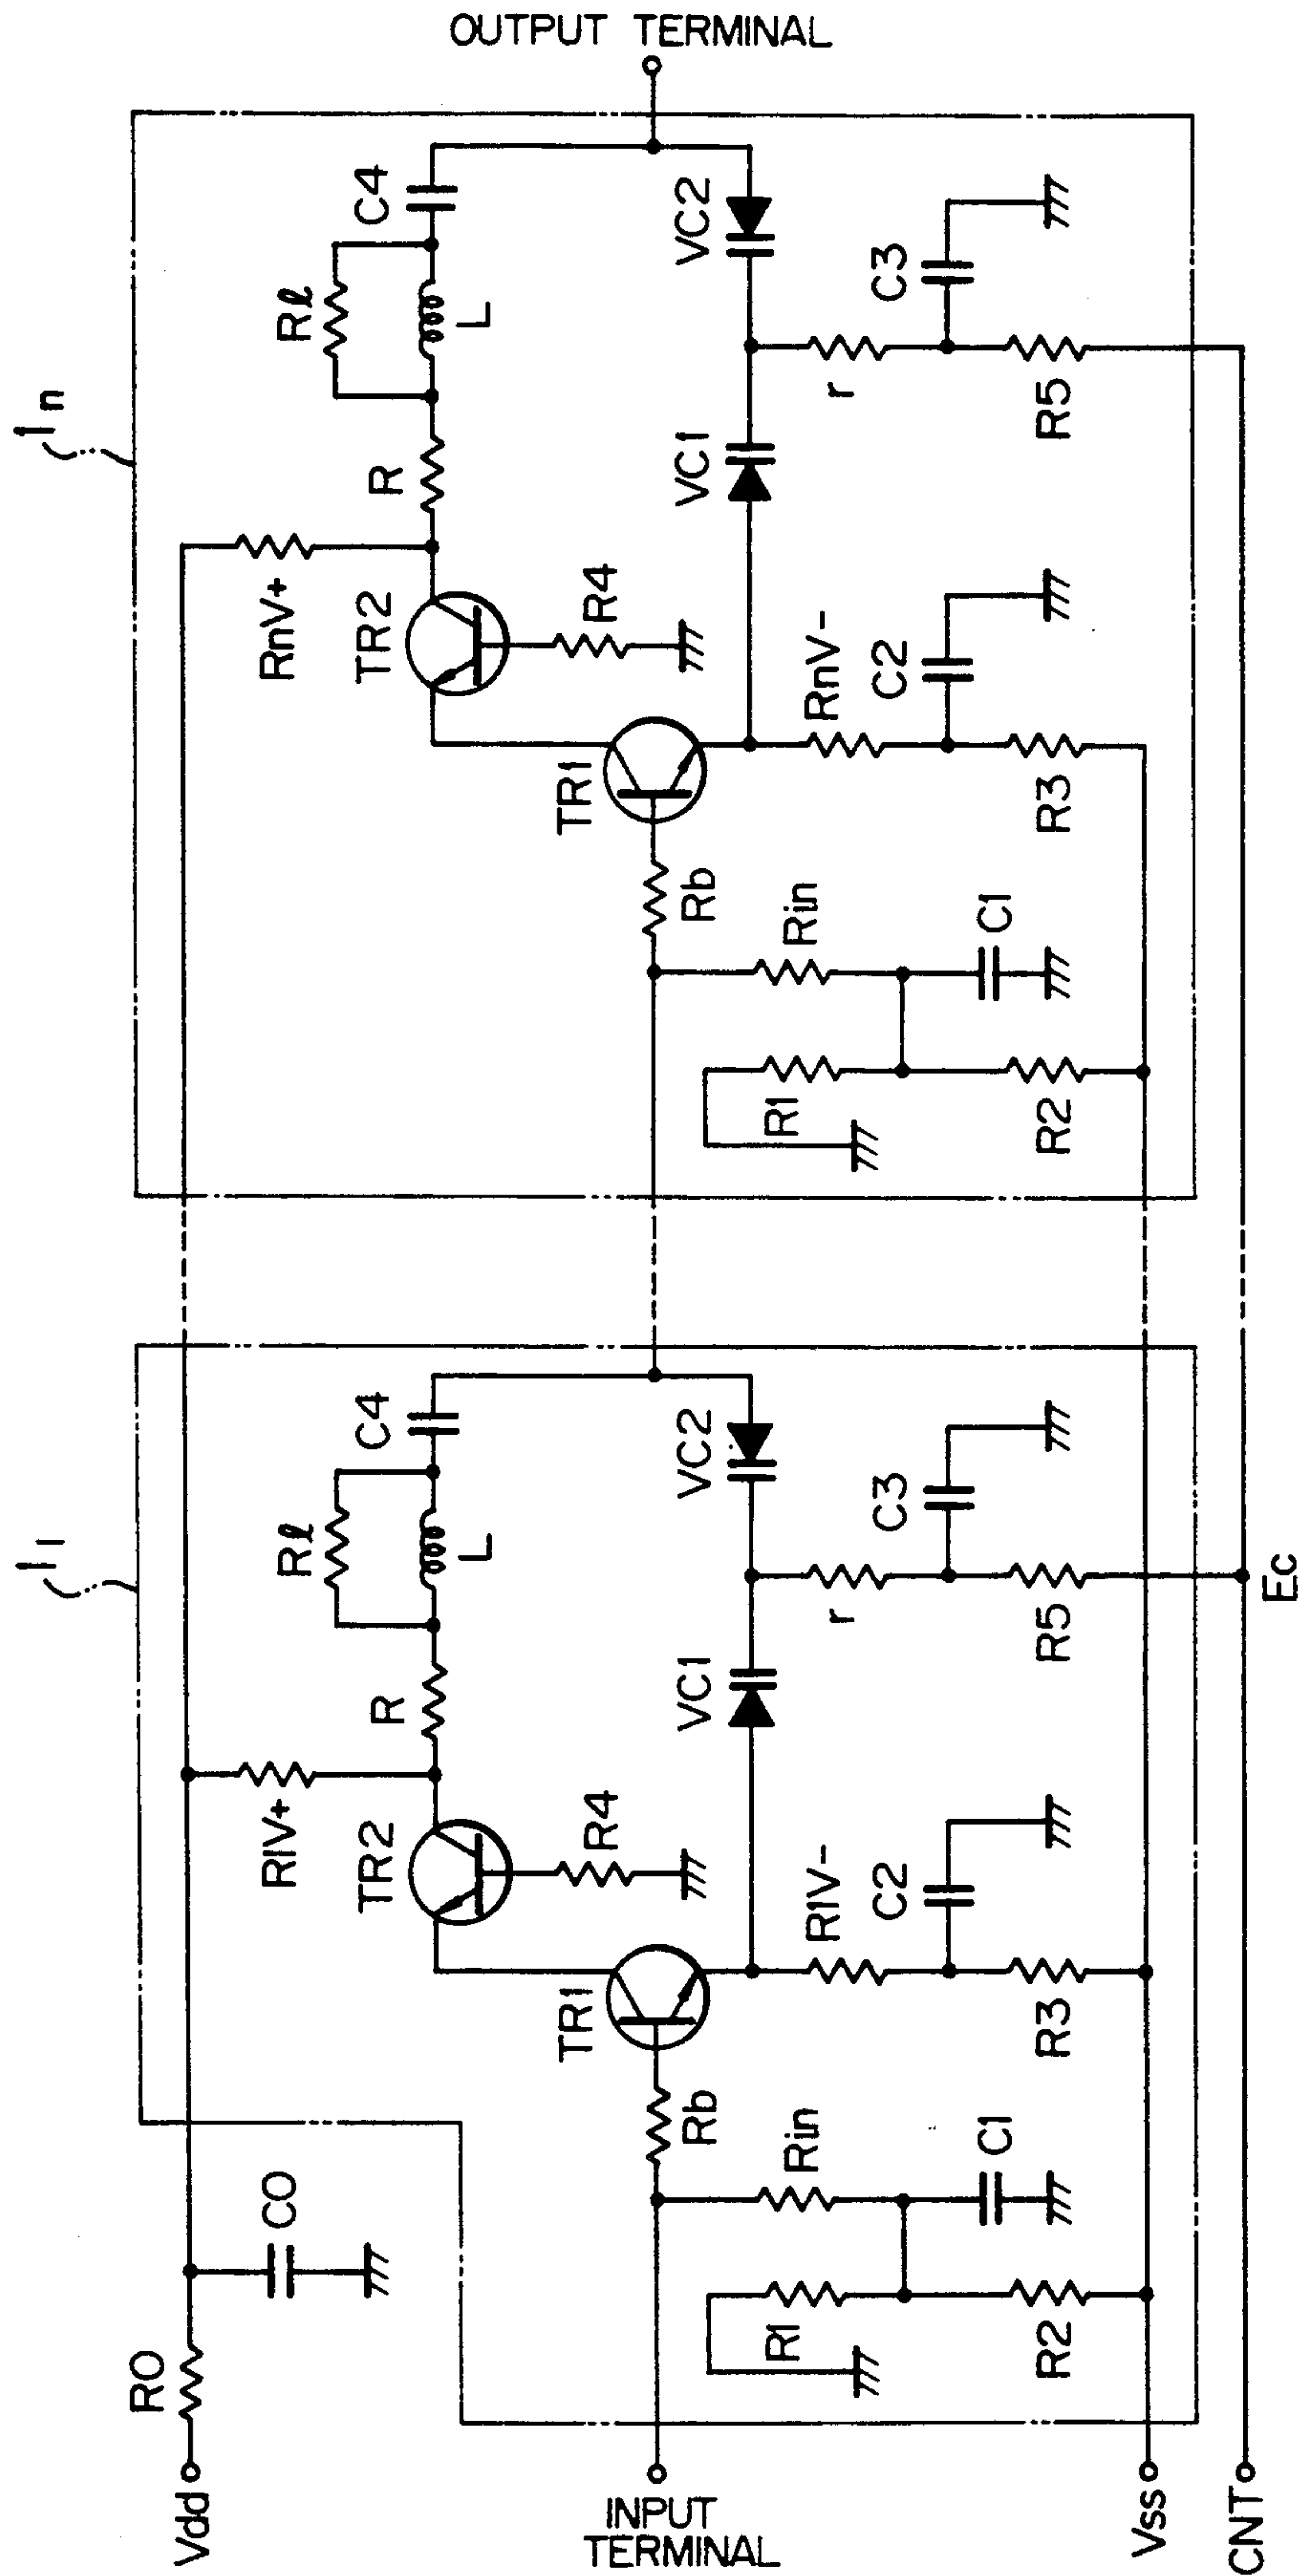 1₁
1n
Vdd
R0
C0
R1V+
TR2
R
Rℓ
L
C4
R4
INPUT
TERMINAL
Rb
TR1
VC1
VC2
R1
Rin
C1
R2
R1V-
C2
R3
r
C3
R5
Vss
CNT
Ec
RnV+
TR2
R
Rℓ
L
C4
R4
OUTPUT TERMINAL
Rb
TR1
VC1
VC2
R1
Rin
C1
R2
RnV-
C2
R3
r
C3
R5